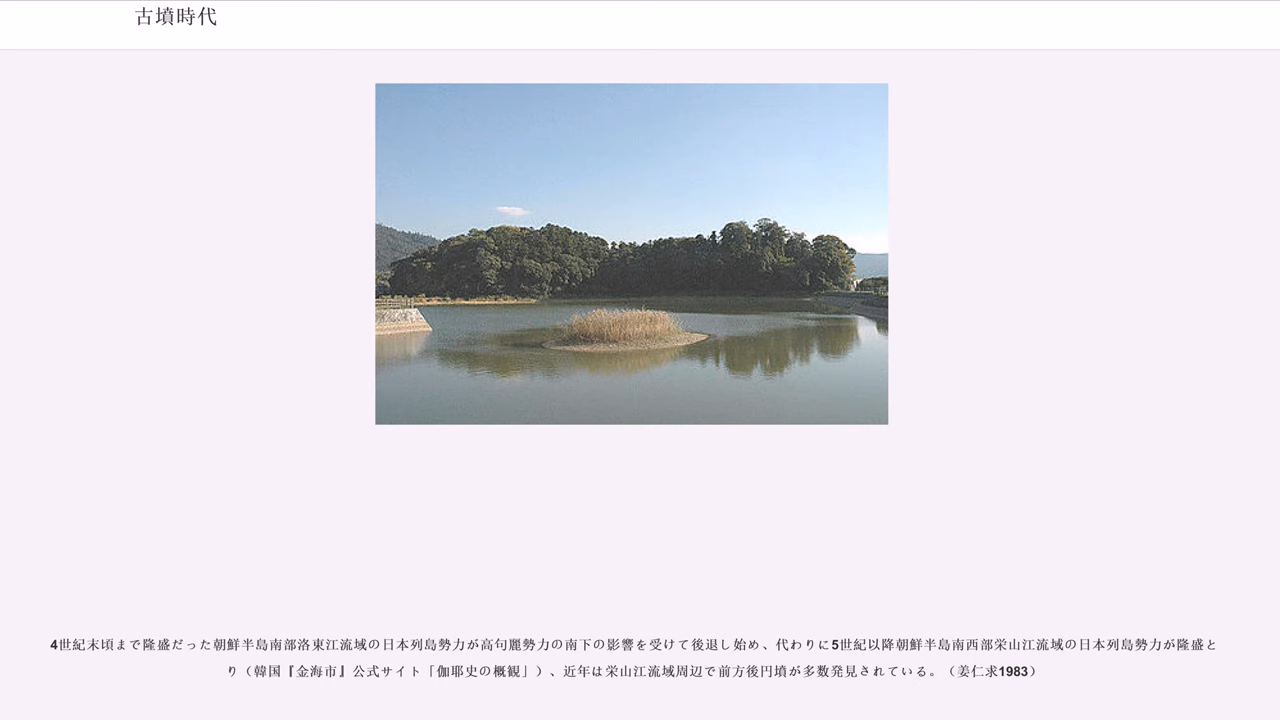 古墳時代
4世紀末頃まで隆盛だった朝鮮半島南部洛東江流域の日本列島勢力が高句麗勢力の南下の影響を受けて後退し始め、代わりに5世紀以降朝鮮半島南西部栄山江流域の日本列島勢力が隆盛と
り（韓国『金海市』公式サイト「伽耶史の概観」）、近年は栄山江流域周辺で前方後円墳が多数発見されている。（姜仁求1983）